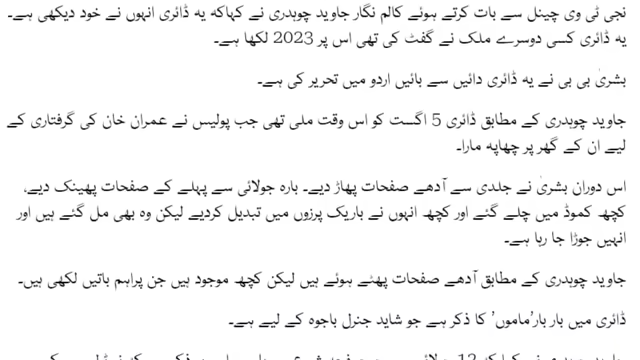 نجی ٹی وی چینل سے بات کرتے ہوئے کالم نگار جاوید چوہدری نے کہاکہ یہ ڈائری انہوں نے خود دیکھی ہے۔
یہ ڈائری کسی دوسرے ملک نے گفٹ کی تھی اس پر 2023 لکھا ہے۔
بشریٰ بی بی نے یہ ڈائری دائیں سے بائیں اردو میں تحریر کی ہے۔
جاوید چوہدری کے مطابق ڈائری 5 اگست کو اس وقت ملی تھی جب پولیس نے عمران خان کی گرفتاری کے
لیے ان کے گھر پر چھاپہ مارا۔
اس دوران بشریٰ نے جلدی سے آدھے صفحات پھاڑ دیے۔ بارہ جولائی سے پہلے کے صفحات پھینک دیے،
کچھ کموڈ میں چلے گئے اور کچھ انہوں نے باریک پرزوں میں تبدیل کردیے لیکن وہ بھی مل گئے ہیں اور
انہیں جوڑا جا رہا ہے۔
جاوید چوہدری کے مطابق آدھے صفحات پھٹے ہوئے ہیں لیکن کچھ موجود ہیں جن پراہم باتیں لکھی ہیں۔
ڈائری میں بار بار’ماموں’ کا ذکر ہے جو شاید جنرل باجوہ کے لیے ہے۔